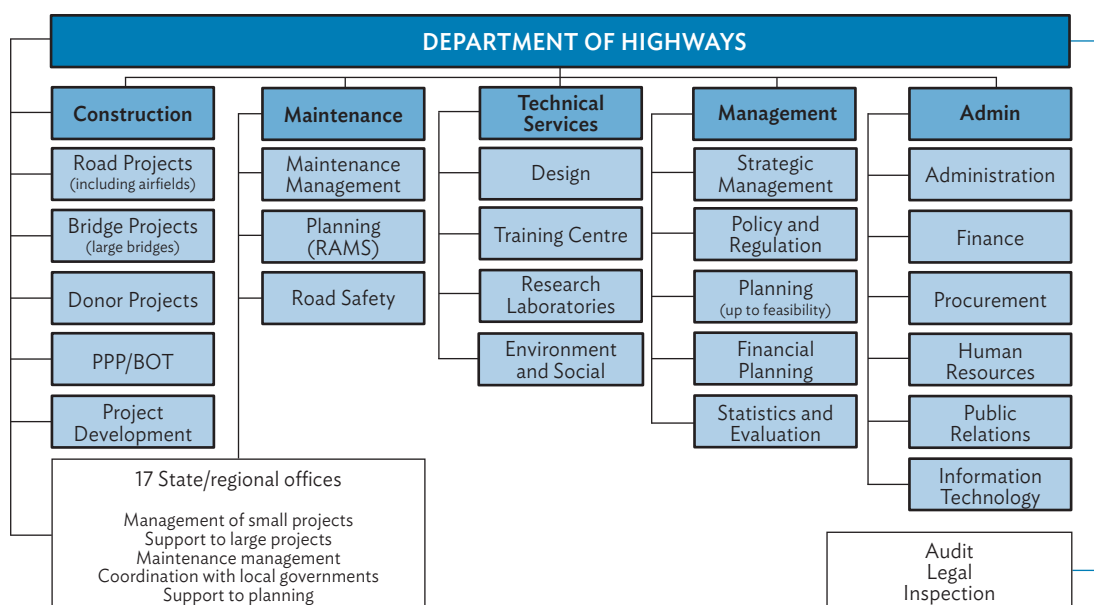 DEPARTMENT OF HIGHWAYS
Construction
Road Projects
(including airfields)
Bridge Projects
(large bridges)
Donor Projects
PPP/BOT
Project
Development
Maintenance
Maintenance
Management
Planning
(RAMS)
Road Safety
17 State/regional offices
Management of small projects
Support to large projects
Maintenance management
Coordination with local governments
Support to planning
Technical
Services
Design
Training Centre
Research
Laboratories
Environment
and Social
Management
Strategic
Management
Policy and
Regulation
Planning
(up to feasibility)
Financial
Planning
Statistics and
Evaluation
Admin
Administration
Finance
Procurement
Human
Resources
Public
Relations
Information
Technology
Audit
Legal
Inspection